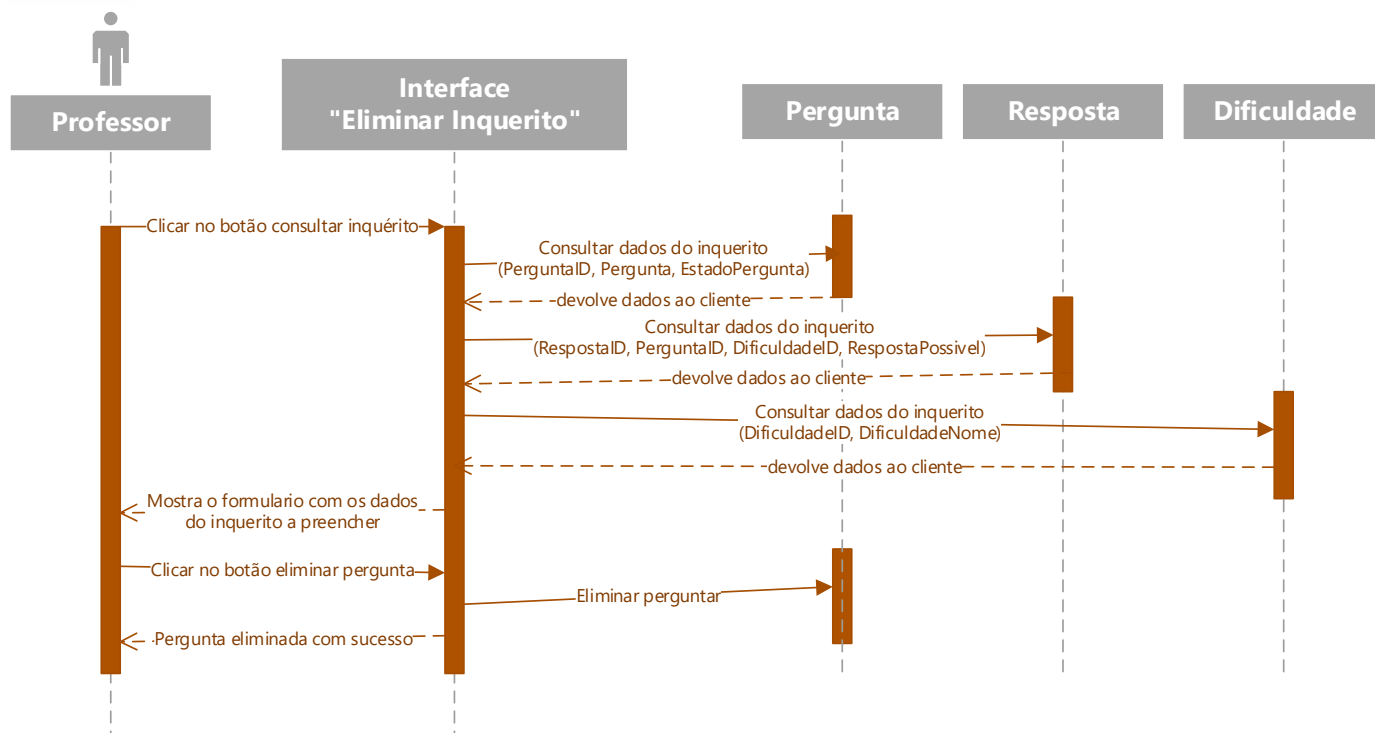 Professor
Interface
"Eliminar Inquerito"
Pergunta
Resposta
Dificuldade
Clicar no botão consultar inquérito
Consultar dados do inquerito
(PerguntaID, Pergunta, EstadoPergunta)
devolve dados ao cliente
Consultar dados do inquerito
(RespostaID, PerguntaID, DificuldadeID, RespostaPossivel)
devolve dados ao cliente
Consultar dados do inquerito
(DificuldadeID, DificuldadeNome)
devolve dados ao cliente
Mostra o formulario com os dados
do inquerito a preencher
Clicar no botão eliminar pergunta
Eliminar perguntar
Pergunta eliminada com sucesso